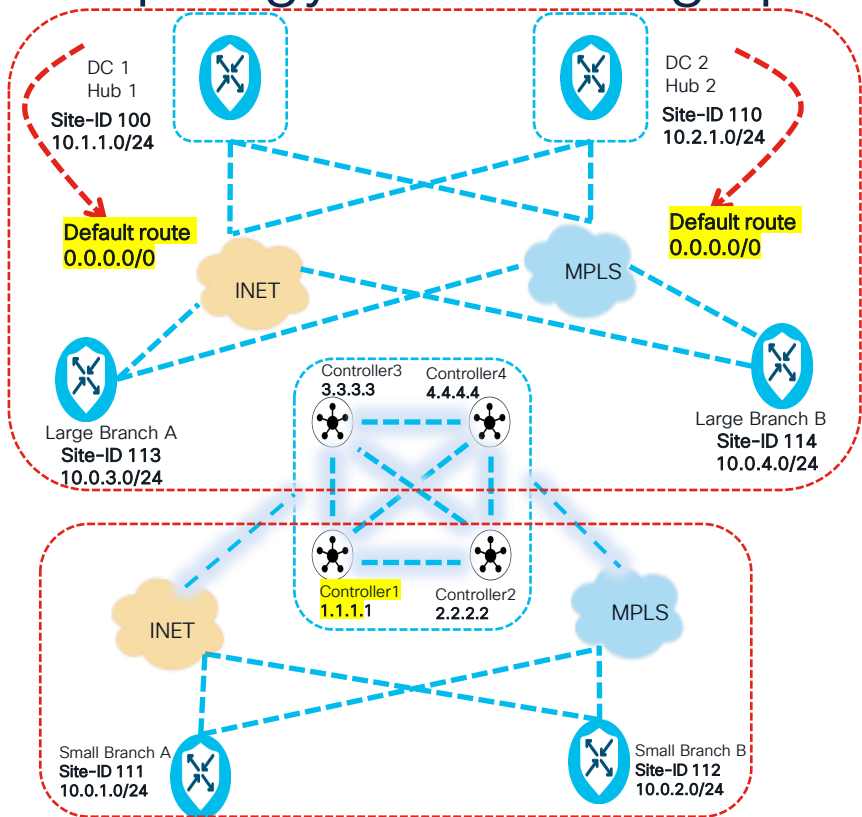 DC 1
Hub 1
Site-ID 100
10.1.1.0/24
DC 2
Hub 2
Site-ID 110
10.2.1.0/24
Default route
0.0.0.0/0
Default route
0.0.0.0/0
INET
MPLS
Controller3
3.3.3.3
Controller4
4.4.4.4
Large Branch A
Site-ID 113
10.0.3.0/24
Large Branch B
Site-ID 114
10.0.4.0/24
Controller1
1.1.1.1
Controller2
2.2.2.2
INET
MPLS
Small Branch A
Site-ID 111
10.0.1.0/24
Small Branch B
Site-ID 112
10.0.2.0/24